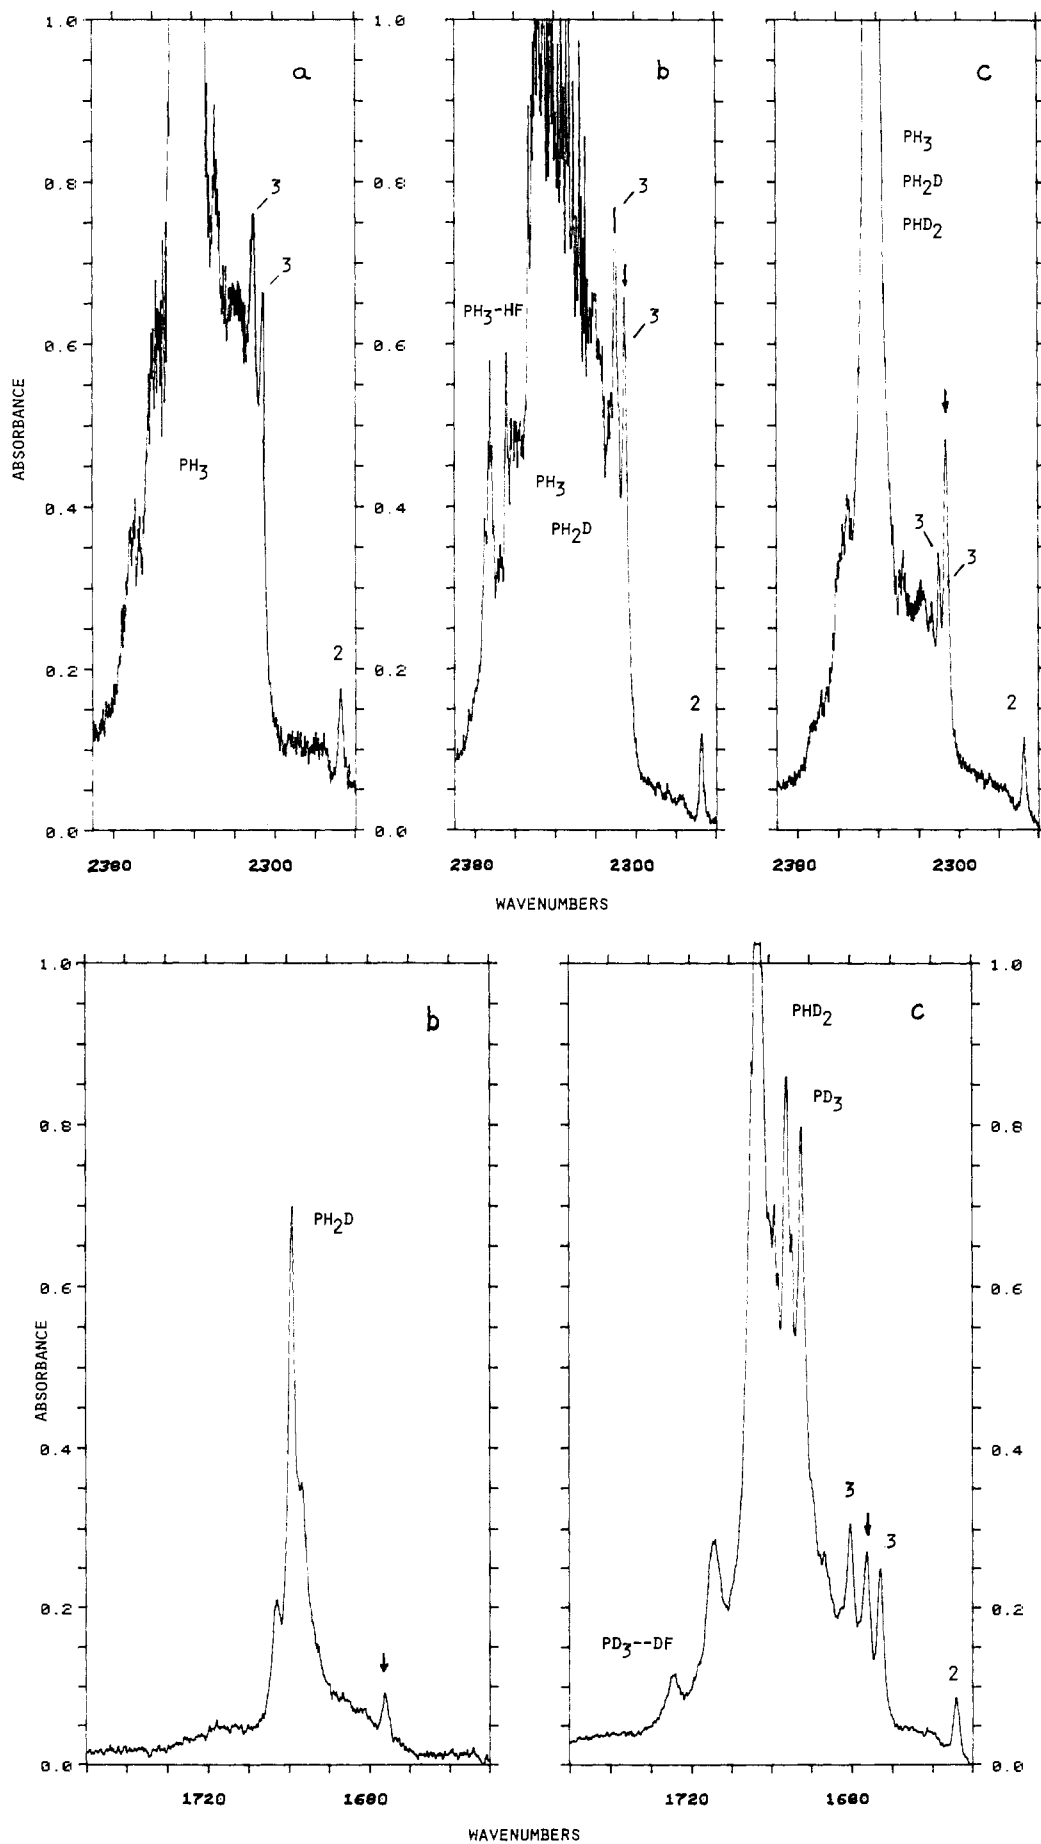 1.0
0.8
0.6
0.4
0.2
0.0
ABSORBANCE
a
3
3
PH3
2
2380 2300
1.0
0.8
0.6
0.4
0.2
0.0
b
3
PH3-HF
3
PH3
PH2D
2
2380 2300
c
PH3
PH2D
PHD2
3
3
2
2380 2300
WAVENUMBERS
1.0
0.8
0.6
0.4
0.2
0.0
ABSORBANCE
b
PH2D
1720 1680
c
PHD2
PD3
3
3
PD3--DF
2
1.0
0.8
0.6
0.4
0.2
0.0
1720 1680
WAVENUMBERS